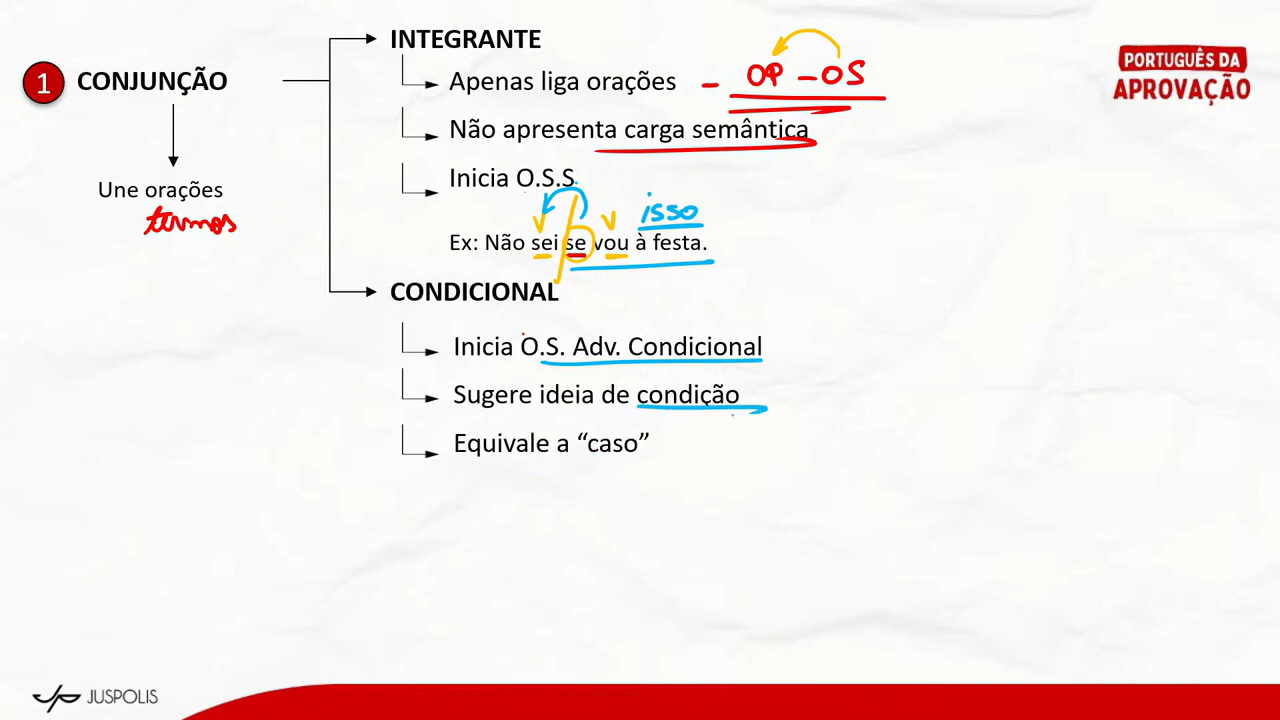 INTEGRANTE
1 CONJUNÇÃO
Apenas liga orações - OP - OS
PORTUGUÊS DA
APROVAÇÃO
Não apresenta carga semântica
Inicia O.S.S.
Une orações
termos
v v isso
Ex: Não sei se vou à festa.
CONDICIONAL
Inicia O.S. Adv. Condicional
Sugere ideia de condição
Equivale a “caso”
JUSPOLIS